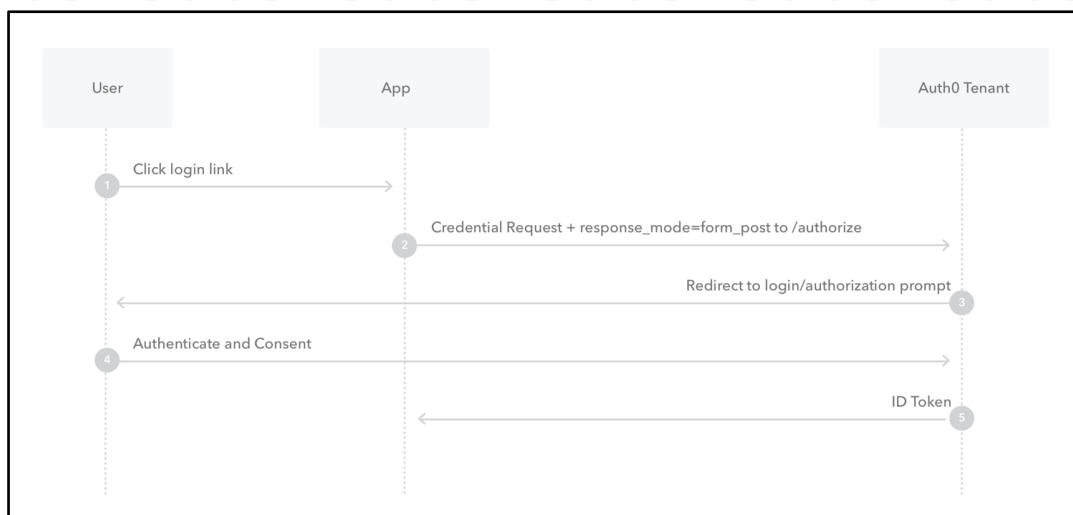 User
App
Auth0 Tenant
Click login link
1
Credential Request + response_mode=form_post to /authorize
2
Redirect to login/authorization prompt
3
Authenticate and Consent
4
ID Token
5